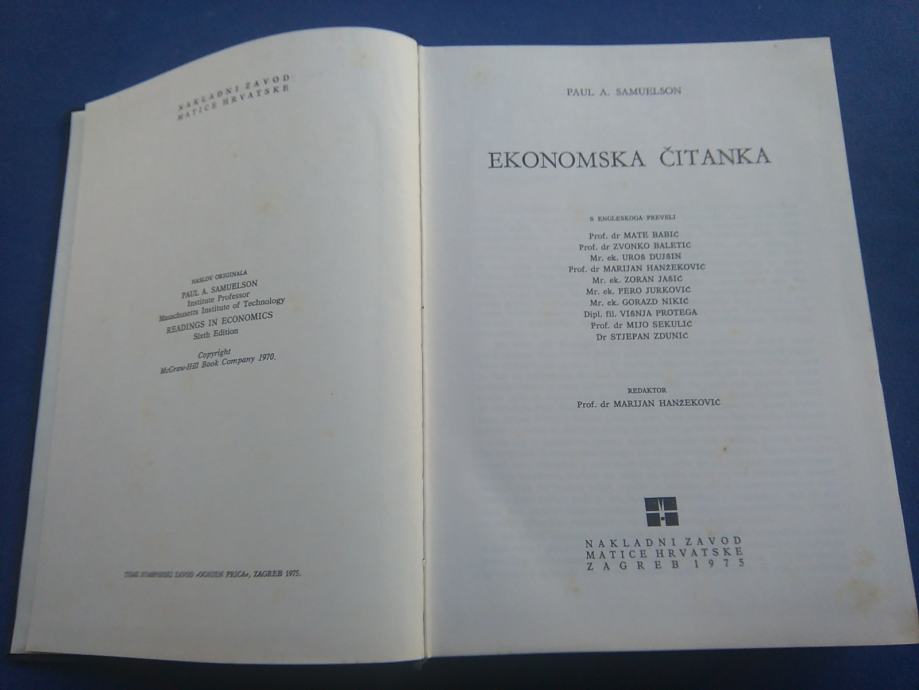 NAKLADNI ZAVOD
MATICE HRVATSKE
NASLOV ORIGINALA
PAUL A. SAMUELSON
Institute Professor
Massachusetts Institute of Technology
READINGS IN ECONOMICS
Sixth Edition
Copyright
McGraw-Hill Book Company 1970.
ZAVOD »OGNJEN PRICA«, ZAGREB 1975.
PAUL A. SAMUELSON
EKONOMSKA ČITANKA
S ENGLESKOGA PREVELI
Prof. dr MATE BABIĆ
Prof. dr ZVONKO BALETIĆ
Mr. ek. UROŠ DUJŠIN
Prof. dr MARIJAN HANŽEKOVIĆ
Mr. ek. ZORAN JAŠIĆ
Mr. ek. PERO JURKOVIĆ
Mr. ek. GORAZD NIKIĆ
Dipl. fil. VIŠNJA PROTEGA
Prof. dr MIJO SEKULIĆ
Dr STJEPAN ZDUNIĆ
REDAKTOR
Prof. dr MARIJAN HANŽEKOVIĆ
NAKLADNI ZAVOD
MATICE HRVATSKE
ZAGREB 1975